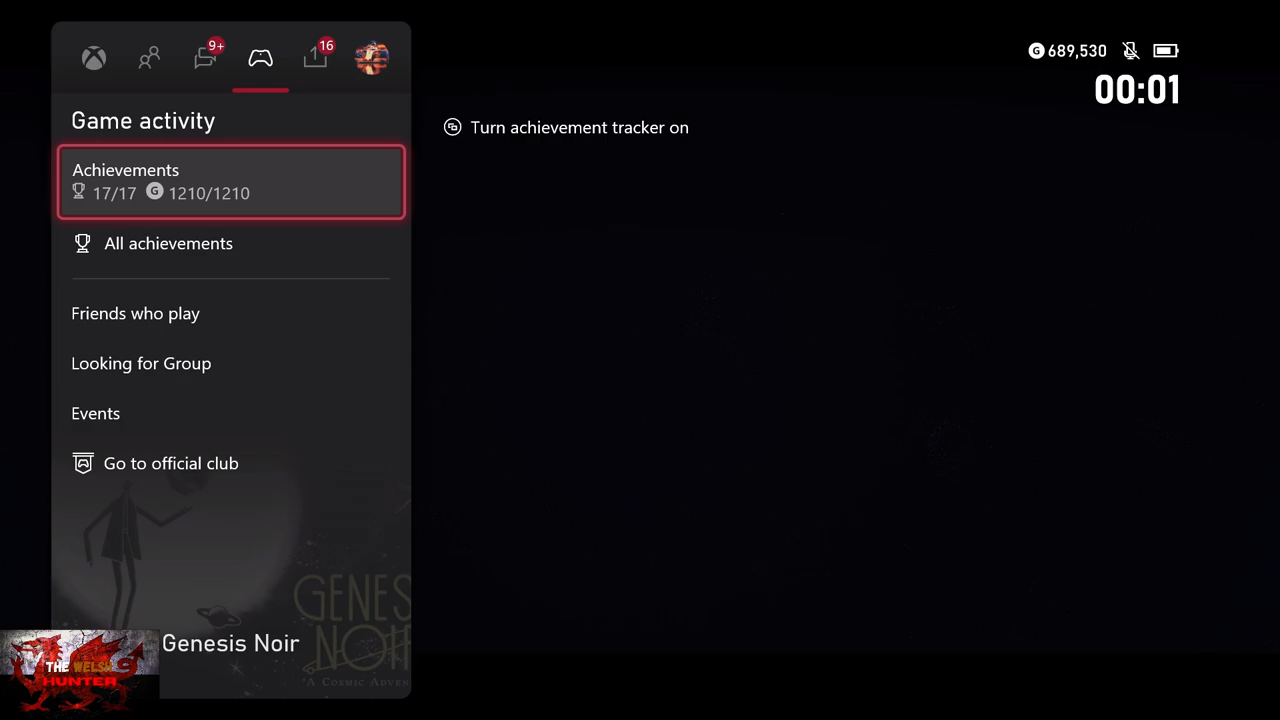 9+
16
G 689,530
00:01
Game activity
Turn achievement tracker on
Achievements
17/17 G 1210/1210
All achievements
Friends who play
Looking for Group
Events
Go to official club
GENES
NOIR
"A COSMIC ADVEN
Genesis Noir
THE WELSH
HUNTER